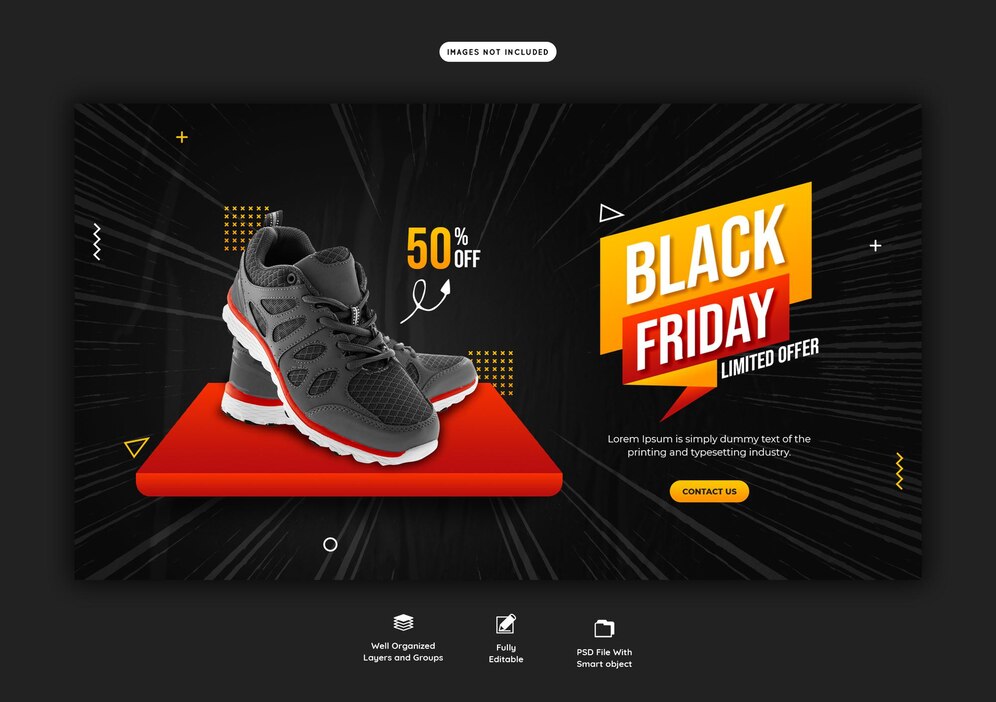 IMAGES NOT INCLUDED
50% OFF
BLACK
FRIDAY
LIMITED OFFER
Lorem Ipsum is simply dummy text of the
printing and typesetting industry.
CONTACT US
Well Organized
Layers and Groups
Fully
Editable
PSD File With
Smart object